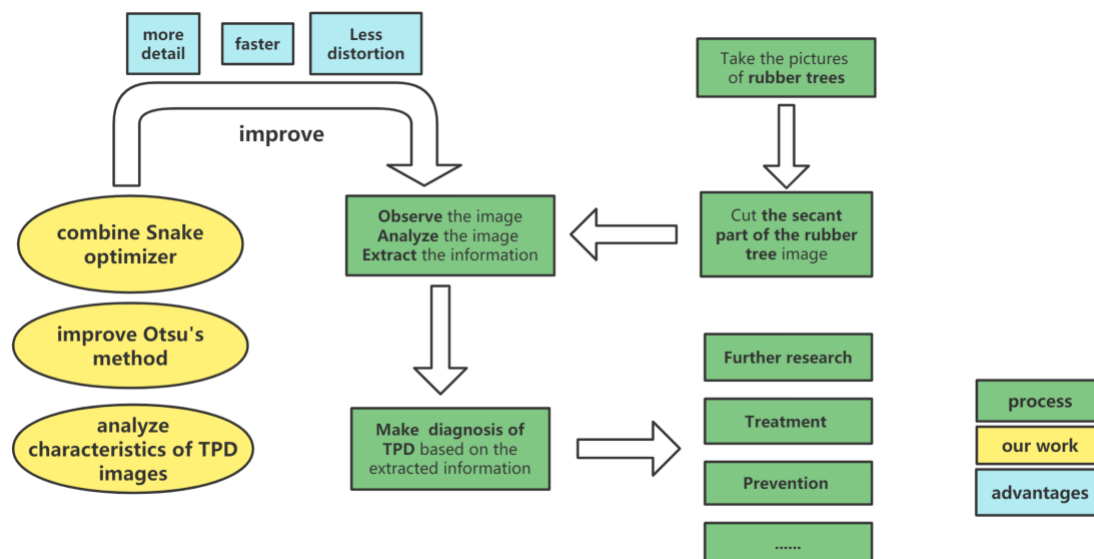 more
detail
faster
Less
distortion
improve
Take the pictures
of rubber trees
combine Snake
optimizer
Observe the image
Analyze the image
Extract the information
Cut the secant
part of the rubber
tree image
improve Otsu's
method
analyze
characteristics of TPD
images
Make diagnosis of
TPD based on the
extracted information
Further research
Treatment
Prevention
......
process
our work
advantages